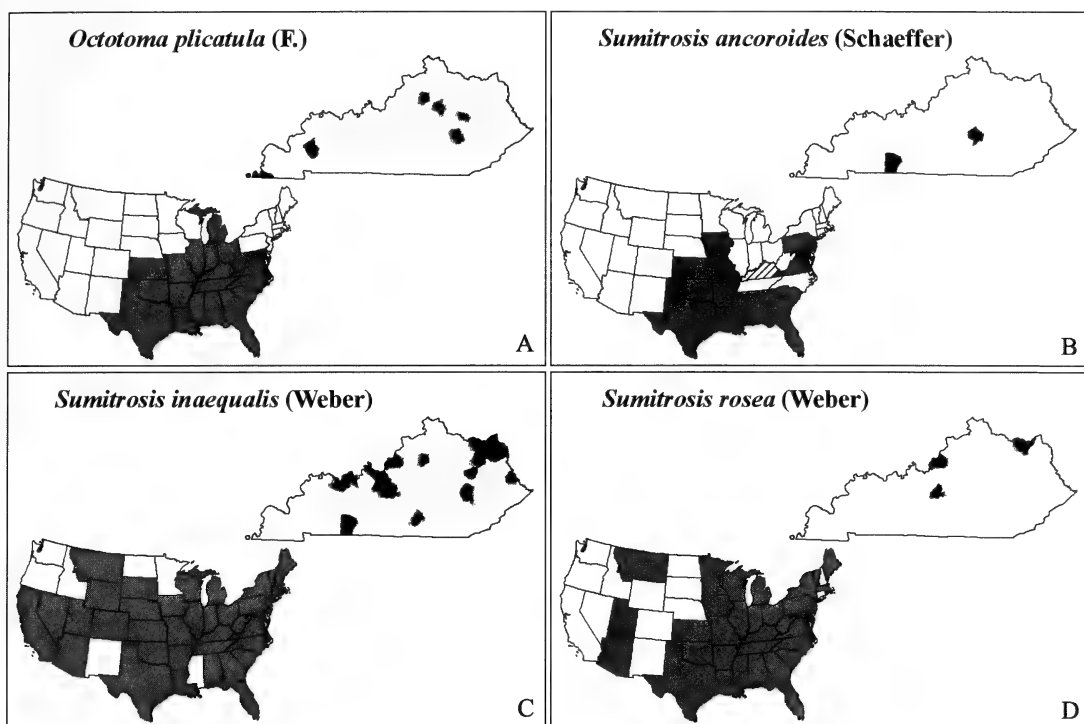 Octotoma plicatula (F.)
A
Sumitrosis ancoroides (Schaeffer)
B
Sumitrosis inaequalis (Weber)
C
Sumitrosis rosea (Weber)
D